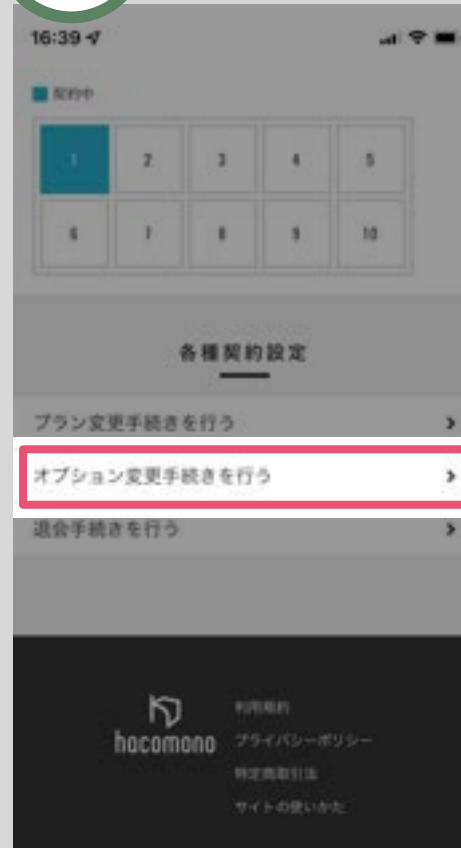 16:39
契約中
1 2 3 4 5
6 7 8 9 10
各種契約設定
プラン変更手続きを行う
オプション変更手続きを行う
退会手続きを行う
hacomono
利用規約
プライバシーポリシー
特定商取引法
サイトの使いかた